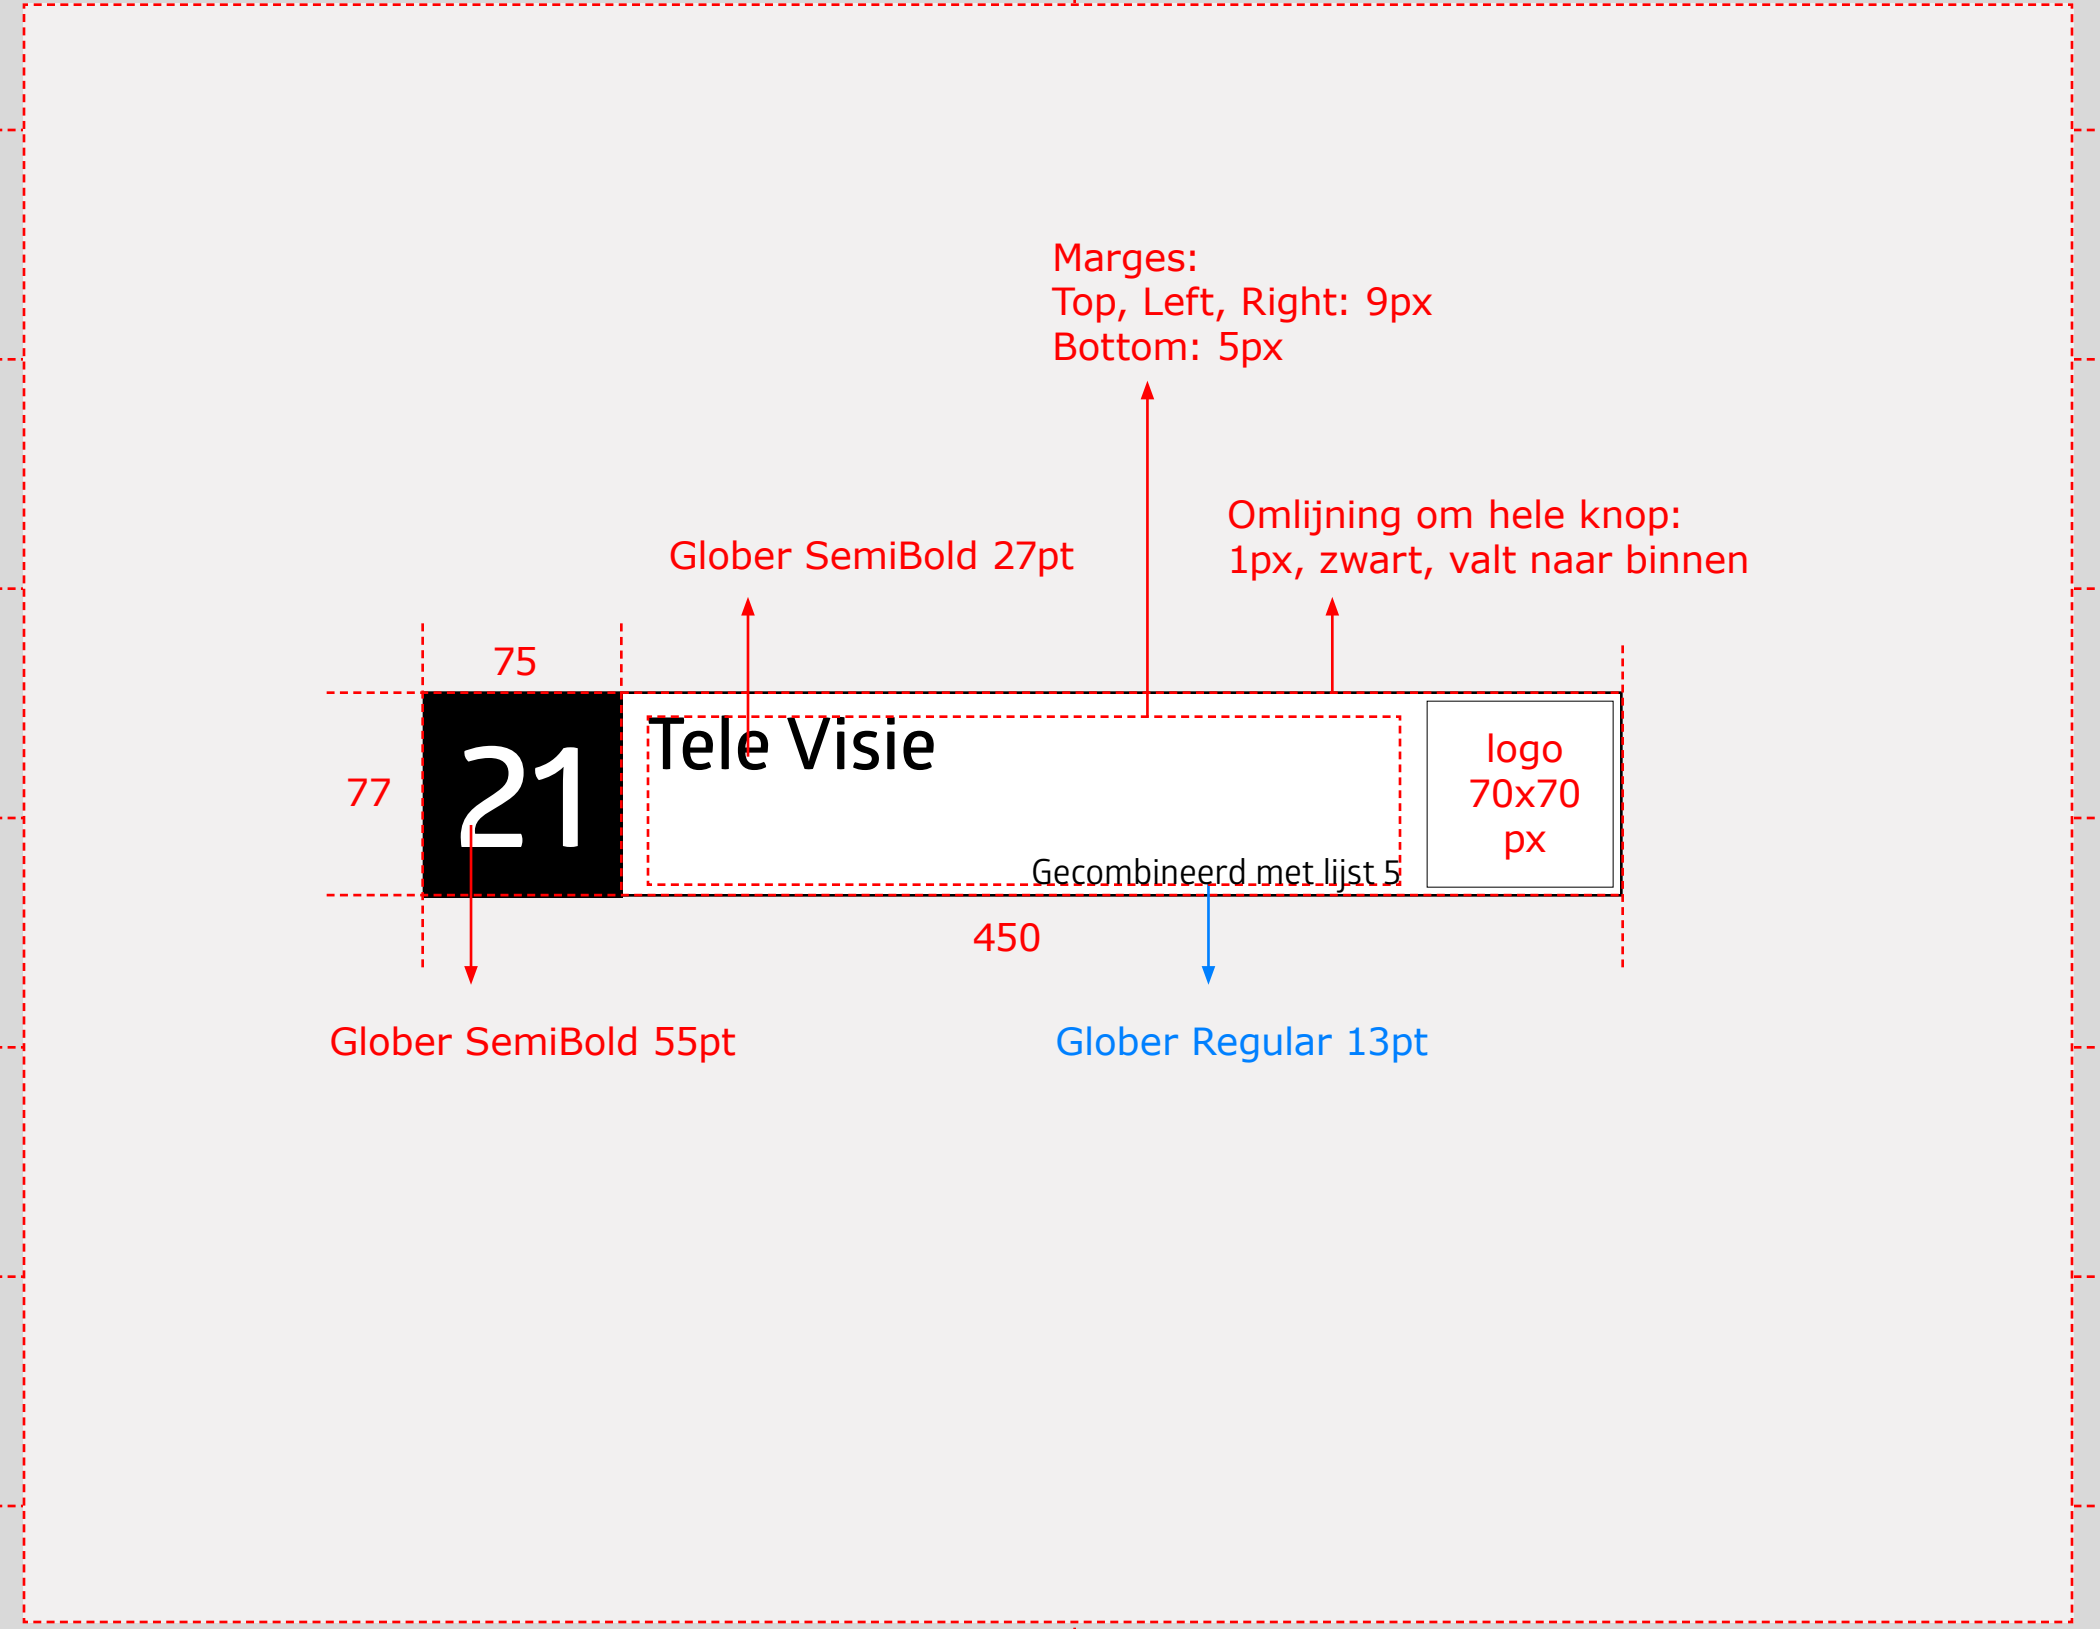 Marges:
Top, Left, Right: 9px
Bottom: 5px
Omlijning om hele knop:
1px, zwart, valt naar binnen
Glober SemiBold 27pt
75
77
21
Tele Visie
Gecombineerd met lijst 5
logo
70x70
px
450
Glober SemiBold 55pt
Glober Regular 13pt